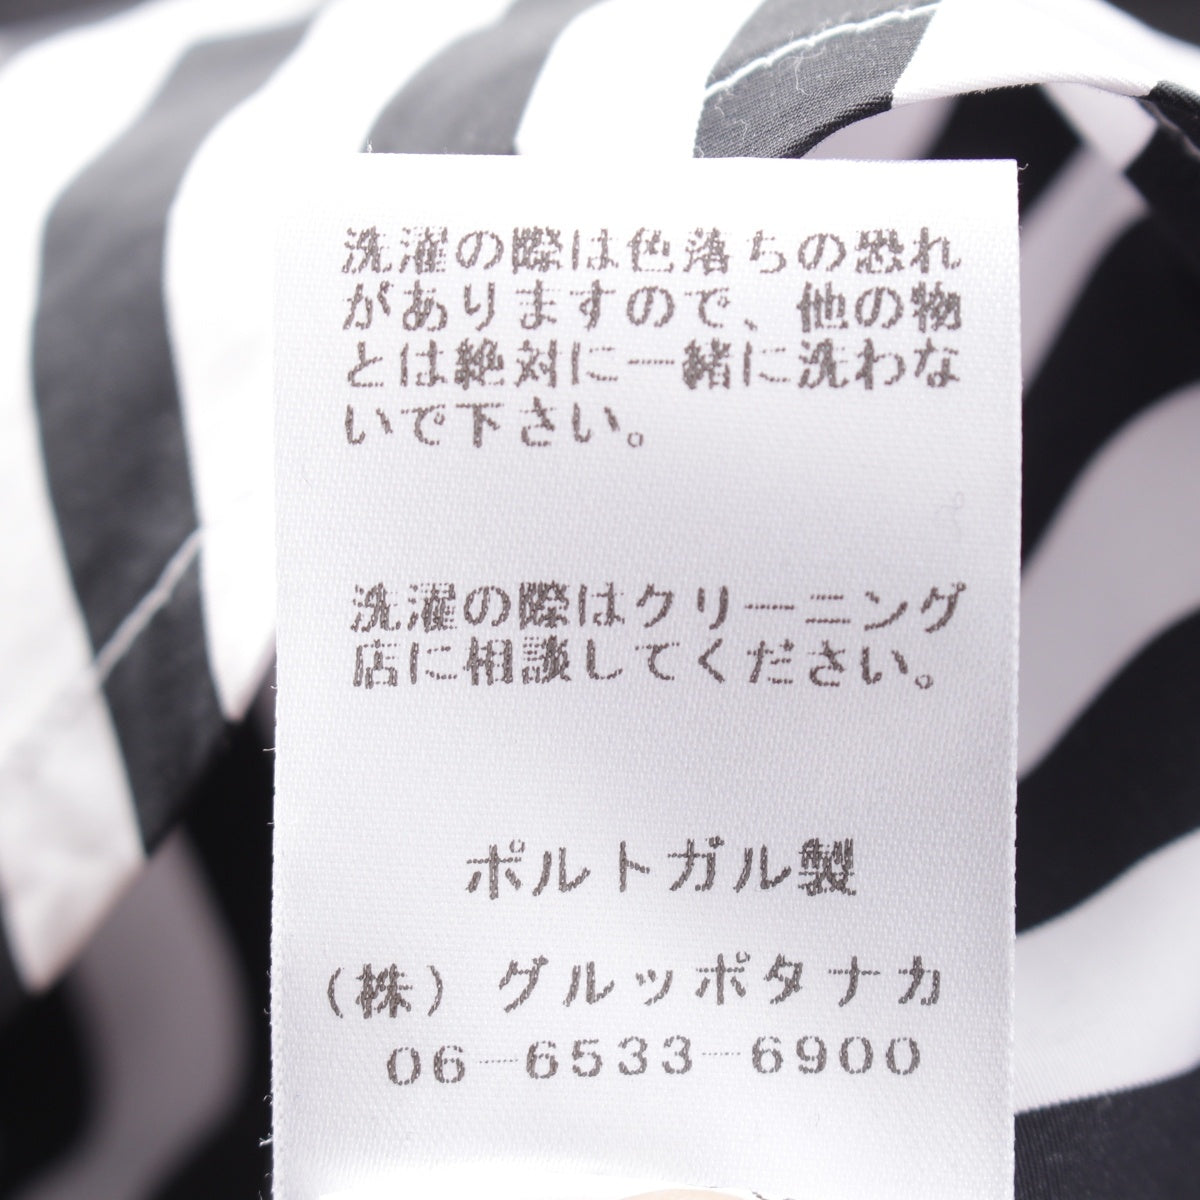 洗濯の際は色落ちの恐れ
がありますので、他の物
とは絶対に一緒に洗わな
いで下さい。
洗濯の際はクリーニング
店に相談してください。
ポルトガル製
(株) グルッポタナカ
06-6533-6900